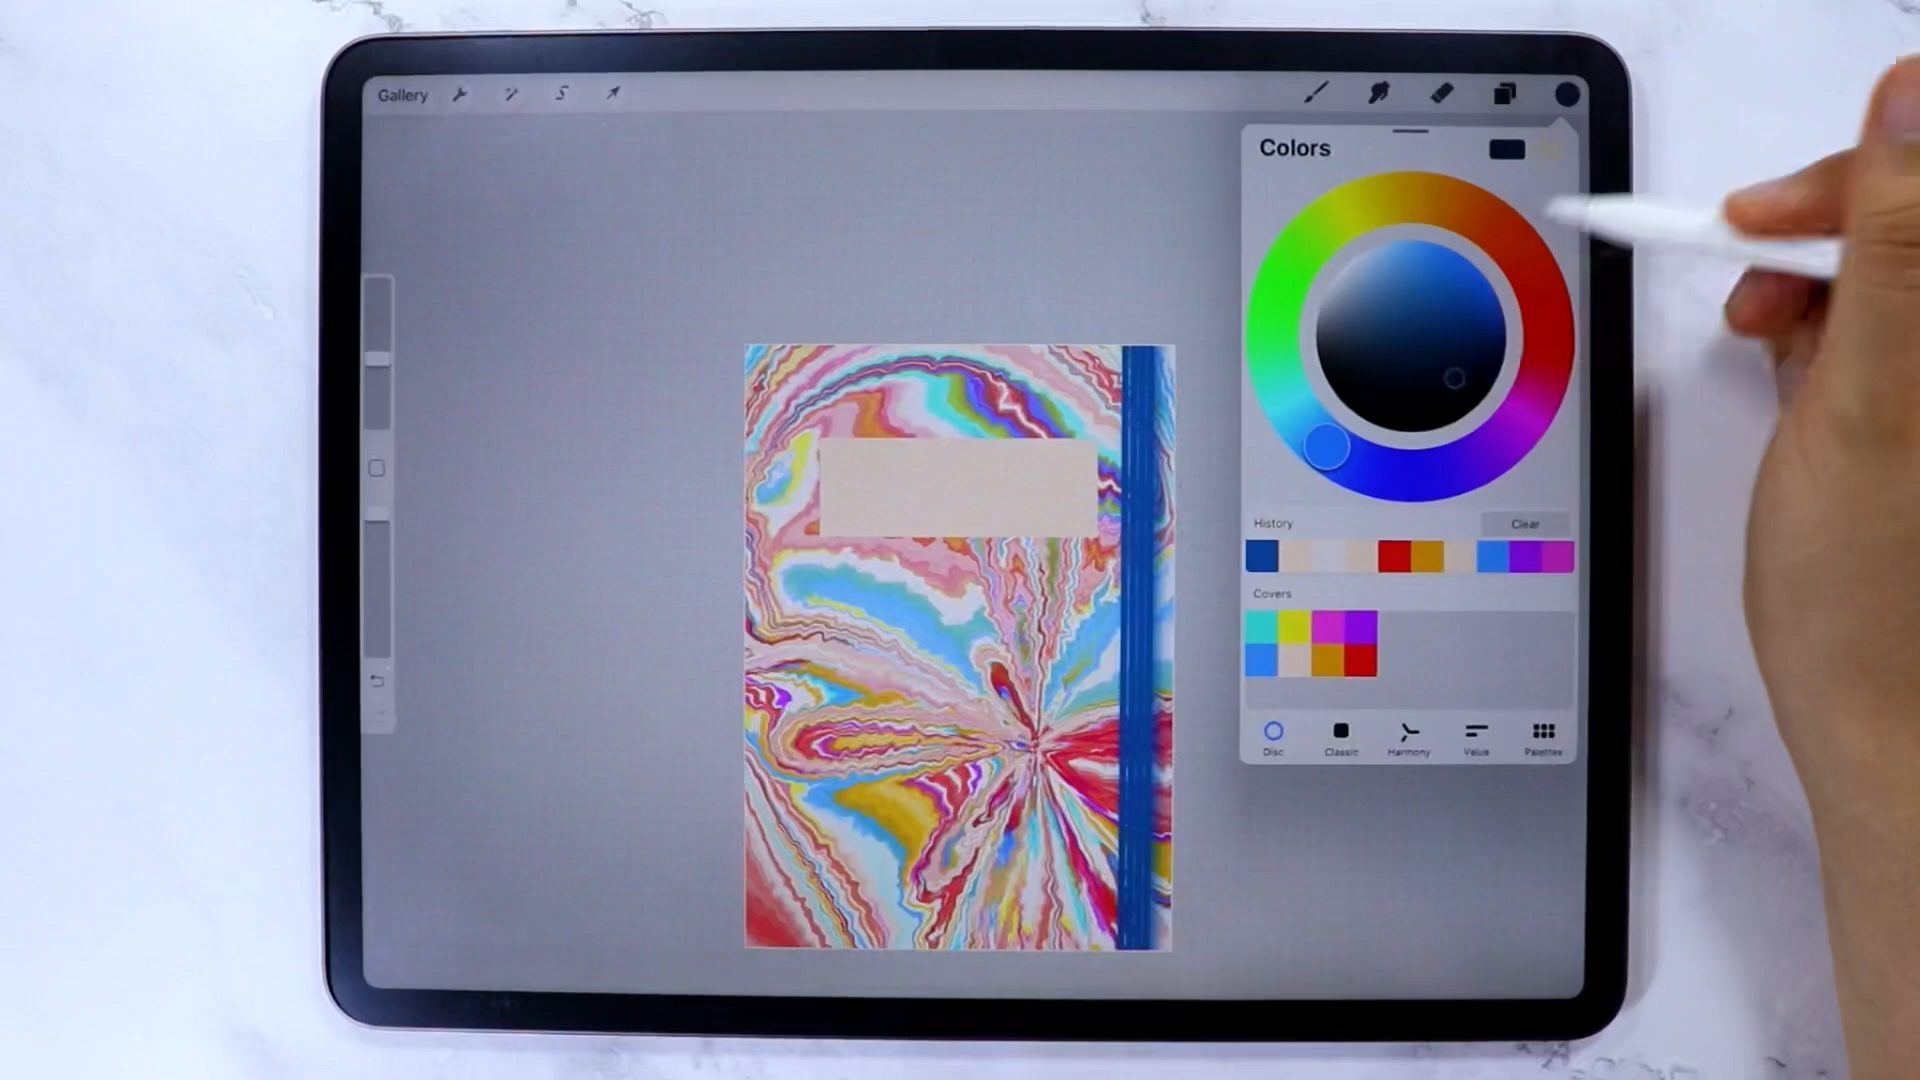 Gallery
Colors
History
Clear
Covers
Disc
Classic
Harmony
Value
Palettes